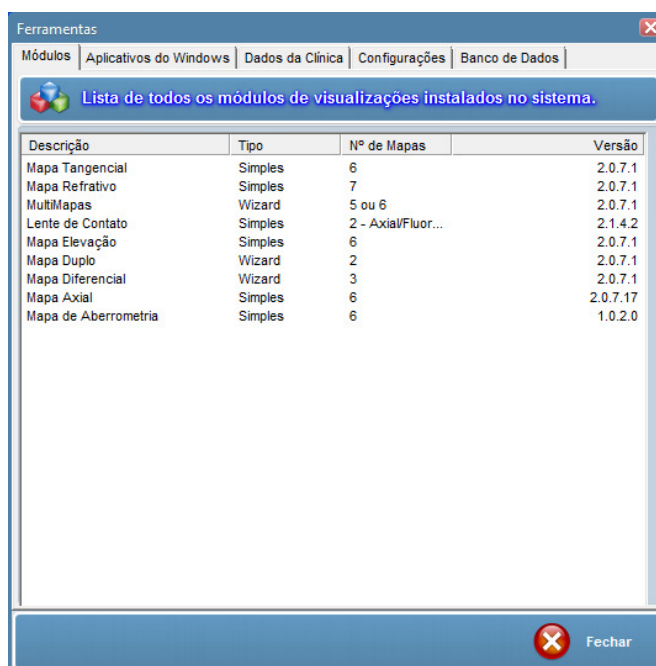 Ferramentas
Módulos Aplicativos do Windows Dados da Clínica Configurações Banco de Dados
Lista de todos os módulos de visualizações instalados no sistema.
Descrição Tipo Nº de Mapas Versão
Mapa Tangencial Simples 6 2.0.7.1
Mapa Refrativo Simples 7 2.0.7.1
MultiMapas Wizard 5 ou 6 2.0.7.1
Lente de Contato Simples 2 - Axial/Fluor... 2.1.4.2
Mapa Elevação Simples 6 2.0.7.1
Mapa Duplo Wizard 2 2.0.7.1
Mapa Diferencial Wizard 3 2.0.7.1
Mapa Axial Simples 6 2.0.7.17
Mapa de Aberrometria Simples 6 1.0.2.0
Fechar